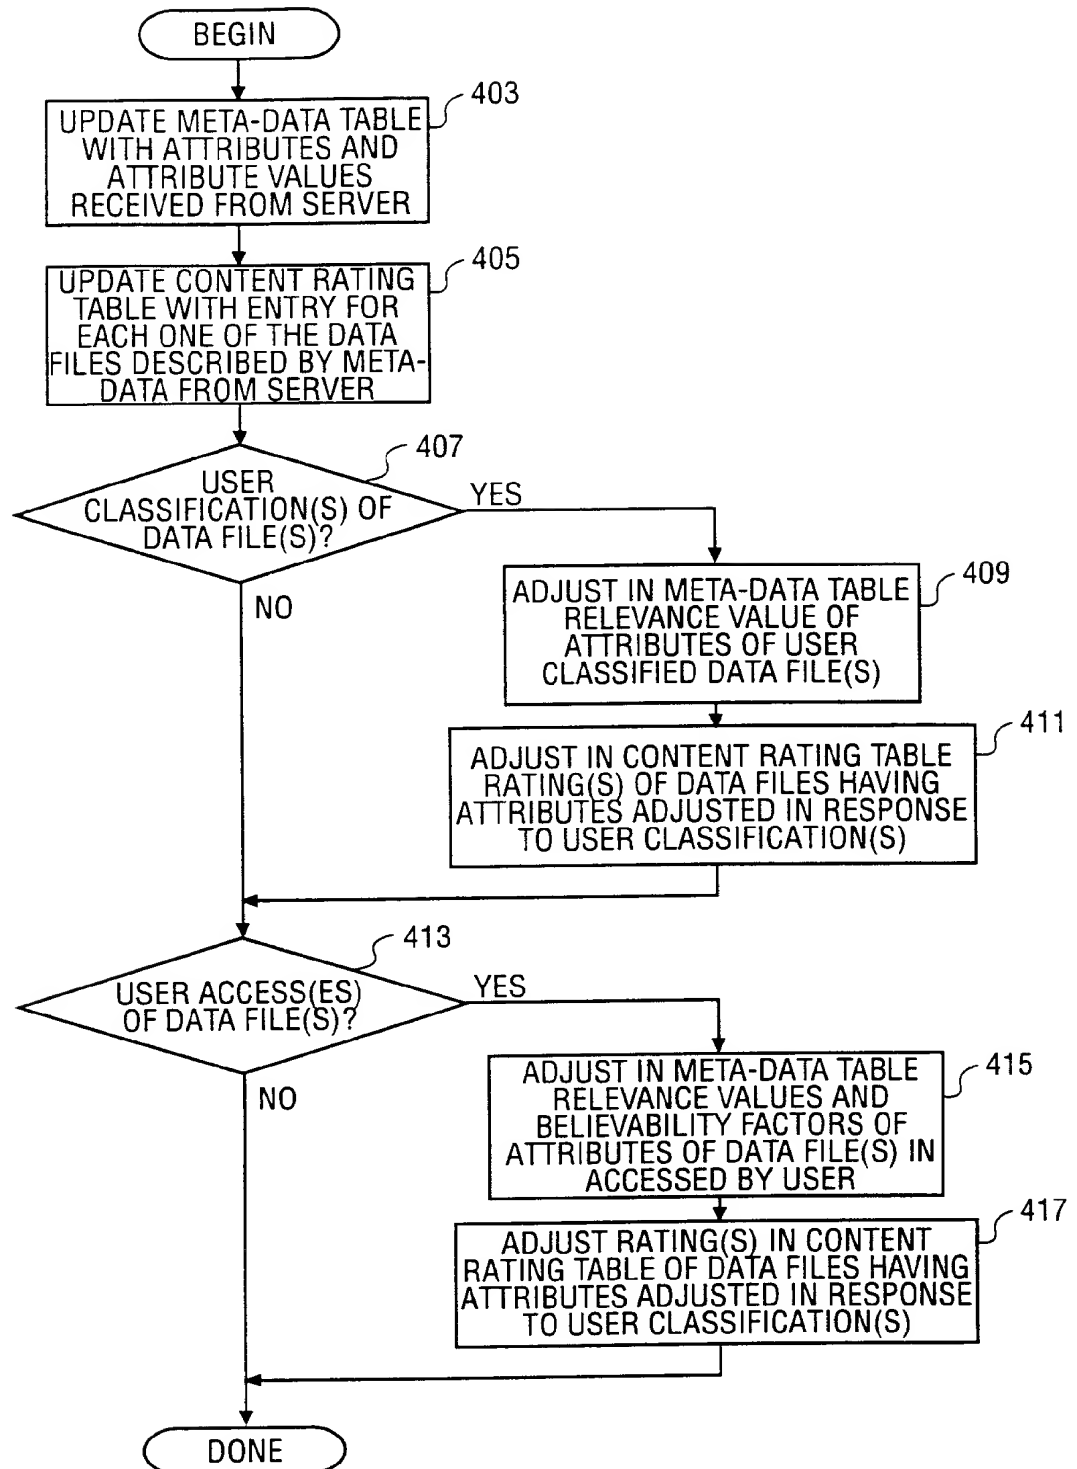 BEGIN
403
UPDATE META-DATA TABLE
WITH ATTRIBUTES AND
ATTRIBUTE VALUES
RECEIVED FROM SERVER
405
UPDATE CONTENT RATING
TABLE WITH ENTRY FOR
EACH ONE OF THE DATA
FILES DESCRIBED BY META-
DATA FROM SERVER
407
USER
CLASSIFICATION(S) OF
DATA FILE(S)?
YES
NO
409
ADJUST IN META-DATA TABLE
RELEVANCE VALUE OF
ATTRIBUTES OF USER
CLASSIFIED DATA FILE(S)
411
ADJUST IN CONTENT RATING TABLE
RATING(S) OF DATA FILES HAVING
ATTRIBUTES ADJUSTED IN RESPONSE
TO USER CLASSIFICATION(S)
413
USER ACCESS(ES)
OF DATA FILE(S)?
YES
NO
415
ADJUST IN META-DATA TABLE
RELEVANCE VALUES AND
BELIEVABILITY FACTORS OF
ATTRIBUTES OF DATA FILE(S) IN
ACCESSED BY USER
417
ADJUST RATING(S) IN CONTENT
RATING TABLE OF DATA FILES HAVING
ATTRIBUTES ADJUSTED IN RESPONSE
TO USER CLASSIFICATION(S)
DONE